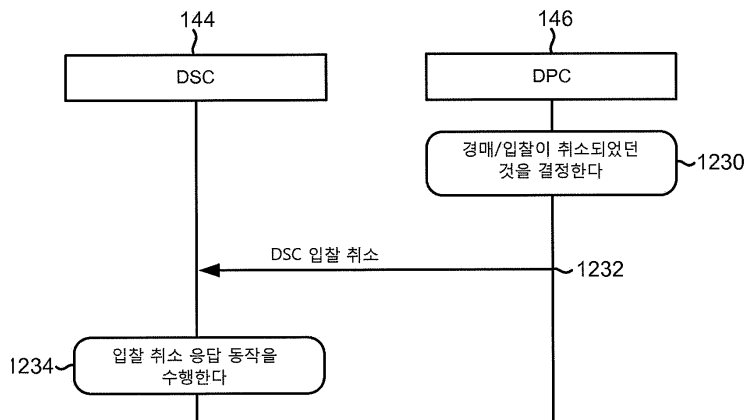 144
146
DSC
DPC
경매/입찰이 취소되었던
것을 결정한다
1230
DSC 입찰 취소
1232
1234
입찰 취소 응답 동작을
수행한다